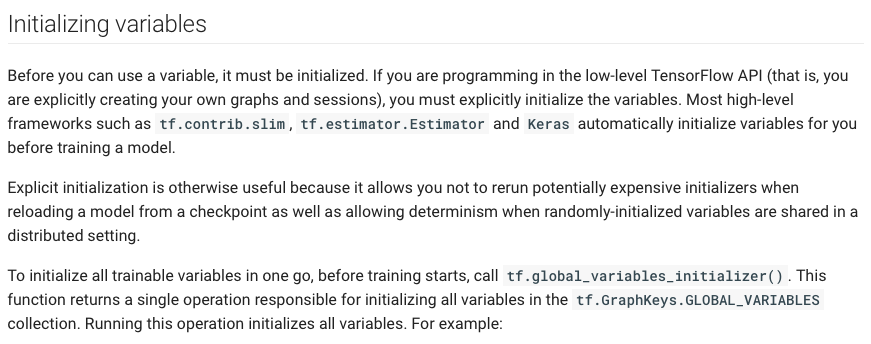 Initializing variables
Before you can use a variable, it must be initialized. If you are programming in the low-level TensorFlow API (that is, you
are explicitly creating your own graphs and sessions), you must explicitly initialize the variables. Most high-level
frameworks such as tf.contrib.slim, tf.estimator.Estimator and Keras automatically initialize variables for you
before training a model.
Explicit initialization is otherwise useful because it allows you not to rerun potentially expensive initializers when
reloading a model from a checkpoint as well as allowing determinism when randomly-initialized variables are shared in a
distributed setting.
To initialize all trainable variables in one go, before training starts, call tf.global_variables_initializer(). This
function returns a single operation responsible for initializing all variables in the tf.GraphKeys.GLOBAL_VARIABLES
collection. Running this operation initializes all variables. For example: